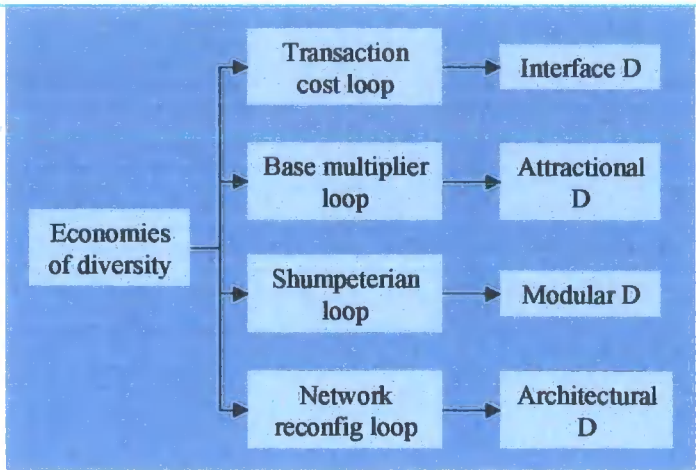 Economies
of diversity
Transaction
cost loop
Interface D
Base multiplier
loop
Attractional
D
Shumpeterian
loop
Modular D
Network
reconfig loop
Architectural
D